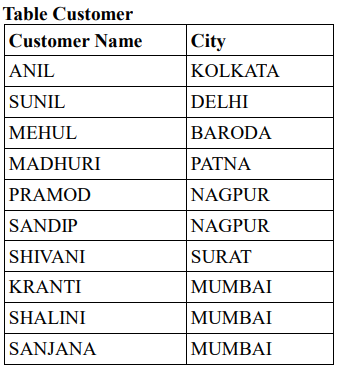 Table Customer
Customer Name City
ANIL KOLKATA
SUNIL DELHI
MEHUL BARODA
MADHURI PATNA
PRAMOD NAGPUR
SANDIP NAGPUR
SHIVANI SURAT
KRANTI MUMBAI
SHALINI MUMBAI
SANJANA MUMBAI